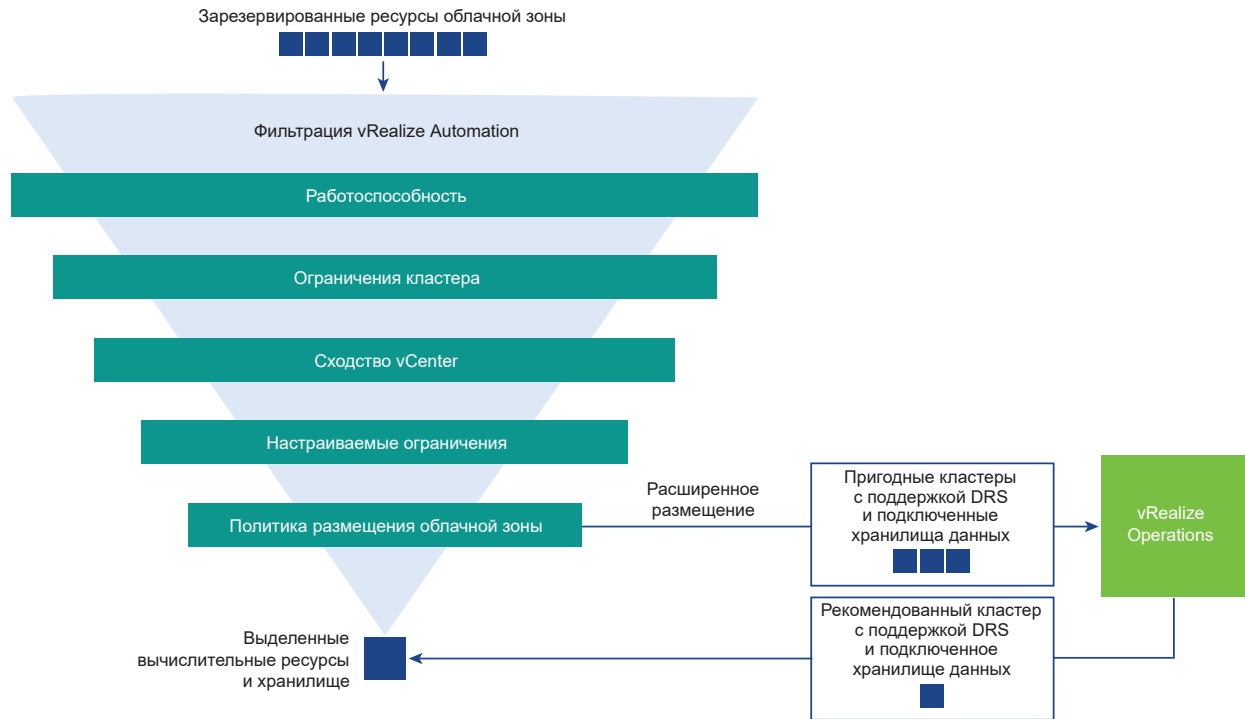 Зарезервированные ресурсы облачной зоны
Фильтрация vRealize Automation
Работоспособность
Ограничения кластера
Сходство vCenter
Настраиваемые ограничения
Политика размещения облачной зоны
Расширенное
размещение
Пригодные кластеры
с поддержкой DRS
и подключенные
хранилища данных
vRealize
Operations
Рекомендованный кластер
с поддержкой DRS
и подключенное
хранилище данных
Выделенные
вычислительные ресурсы
и хранилище